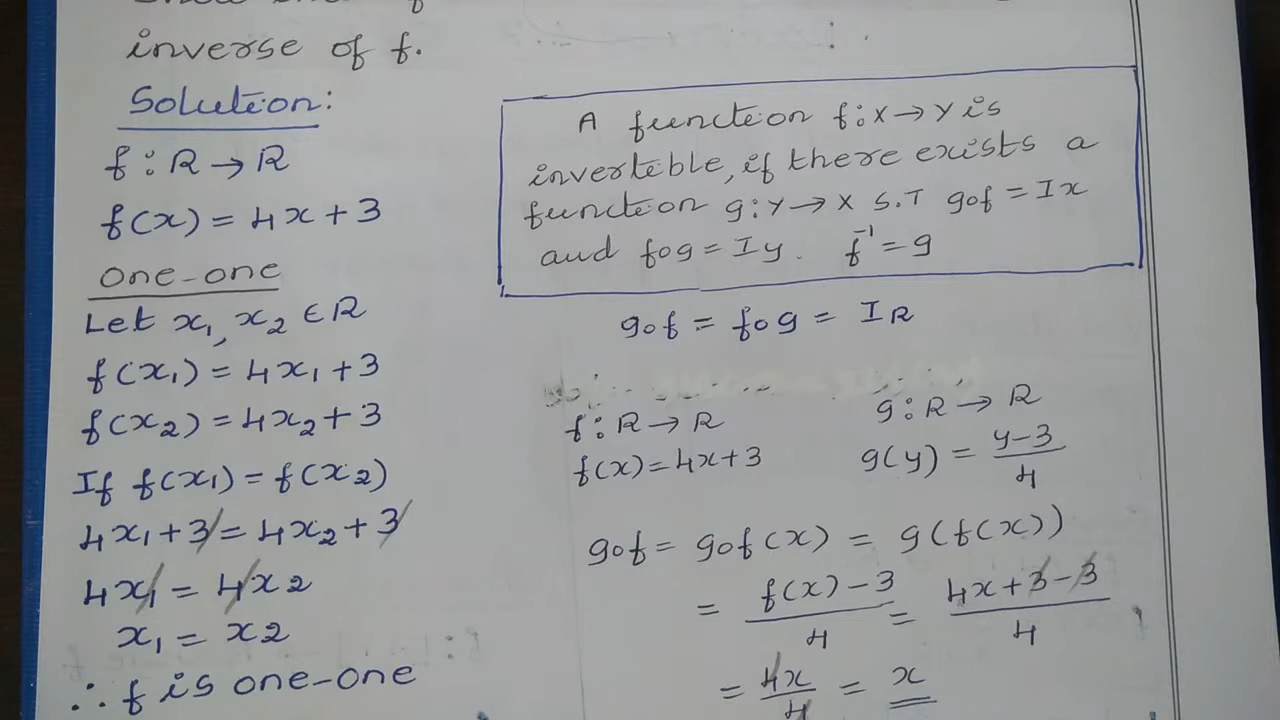 inverse of f.
Solution:
f : R → R
f(x) = 4x + 3
one-one
Let x₁, x₂ ∈ R
f(x₁) = 4x₁ + 3
f(x₂) = 4x₂ + 3
If f(x₁) = f(x₂)
4x₁ + 3 = 4x₂ + 3
4x₁ = 4x₂
x₁ = x₂
∴ f is one-one
A function f : X → Y is
invertible, if there exists a
function g : Y → X S.T gof = Ix
and fog = Iy. f⁻¹ = g
gof = fog = IR
f : R → R g : R → R
f(x) = 4x + 3 g(y) = (y-3)/4
gof = gof(x) = g(f(x))
= (f(x) - 3)/4 = (4x + 3 - 3)/4
= 4x/4 = x